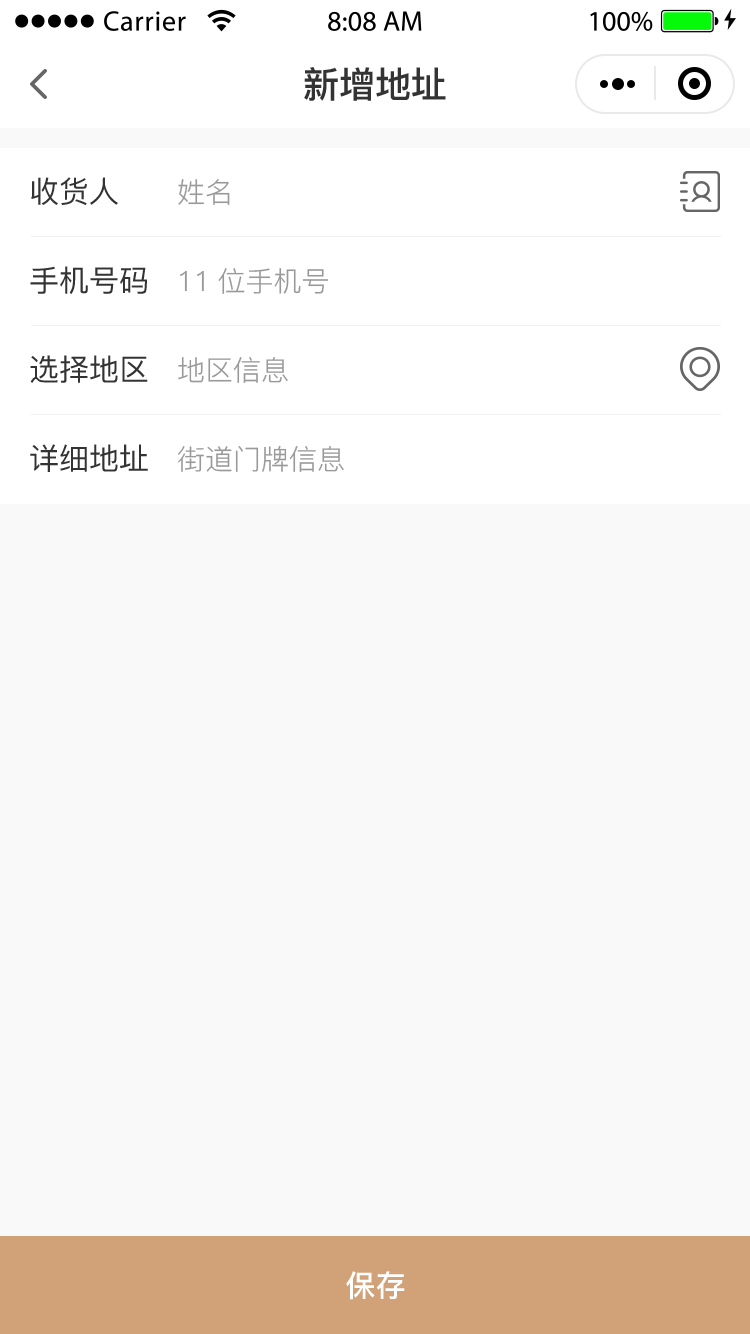 Carrier 8:08 AM 100%
新增地址
收货人 姓名
手机号码 11 位手机号
选择地区 地区信息
详细地址 街道门牌信息
保存